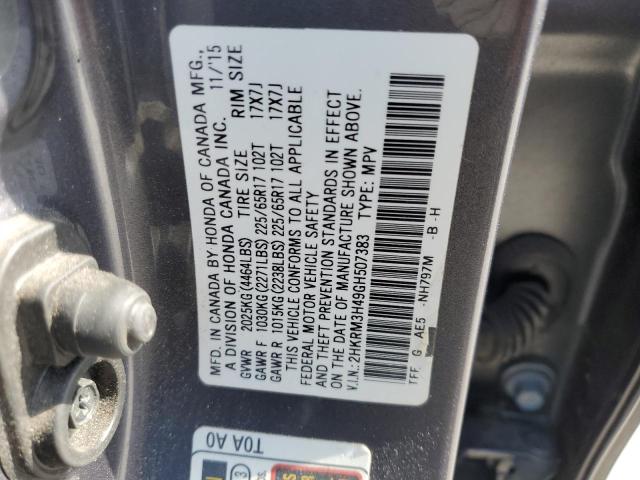 MFD. IN CANADA BY HONDA OF CANADA MFG.,
A DIVISION OF HONDA CANADA INC. 11/15
TIRE SIZE RIM SIZE
GVWR 2025KG(4464LBS)
GAWR F 1030KG(2271LBS) 225/65R17 102T 17X7J
GAWR R 1015KG(2238LBS) 225/65R17 102T 17X7J
THIS VEHICLE CONFORMS TO ALL APPLICABLE
FEDERAL MOTOR VEHICLE SAFETY
AND THEFT PREVENTION STANDARDS IN EFFECT
ON THE DATE OF MANUFACTURE SHOWN ABOVE.
V.I.N.: 2HKRM3H49GH507383 TYPE: MPV
G AE5 NH797M -B -H
T0A A0
3